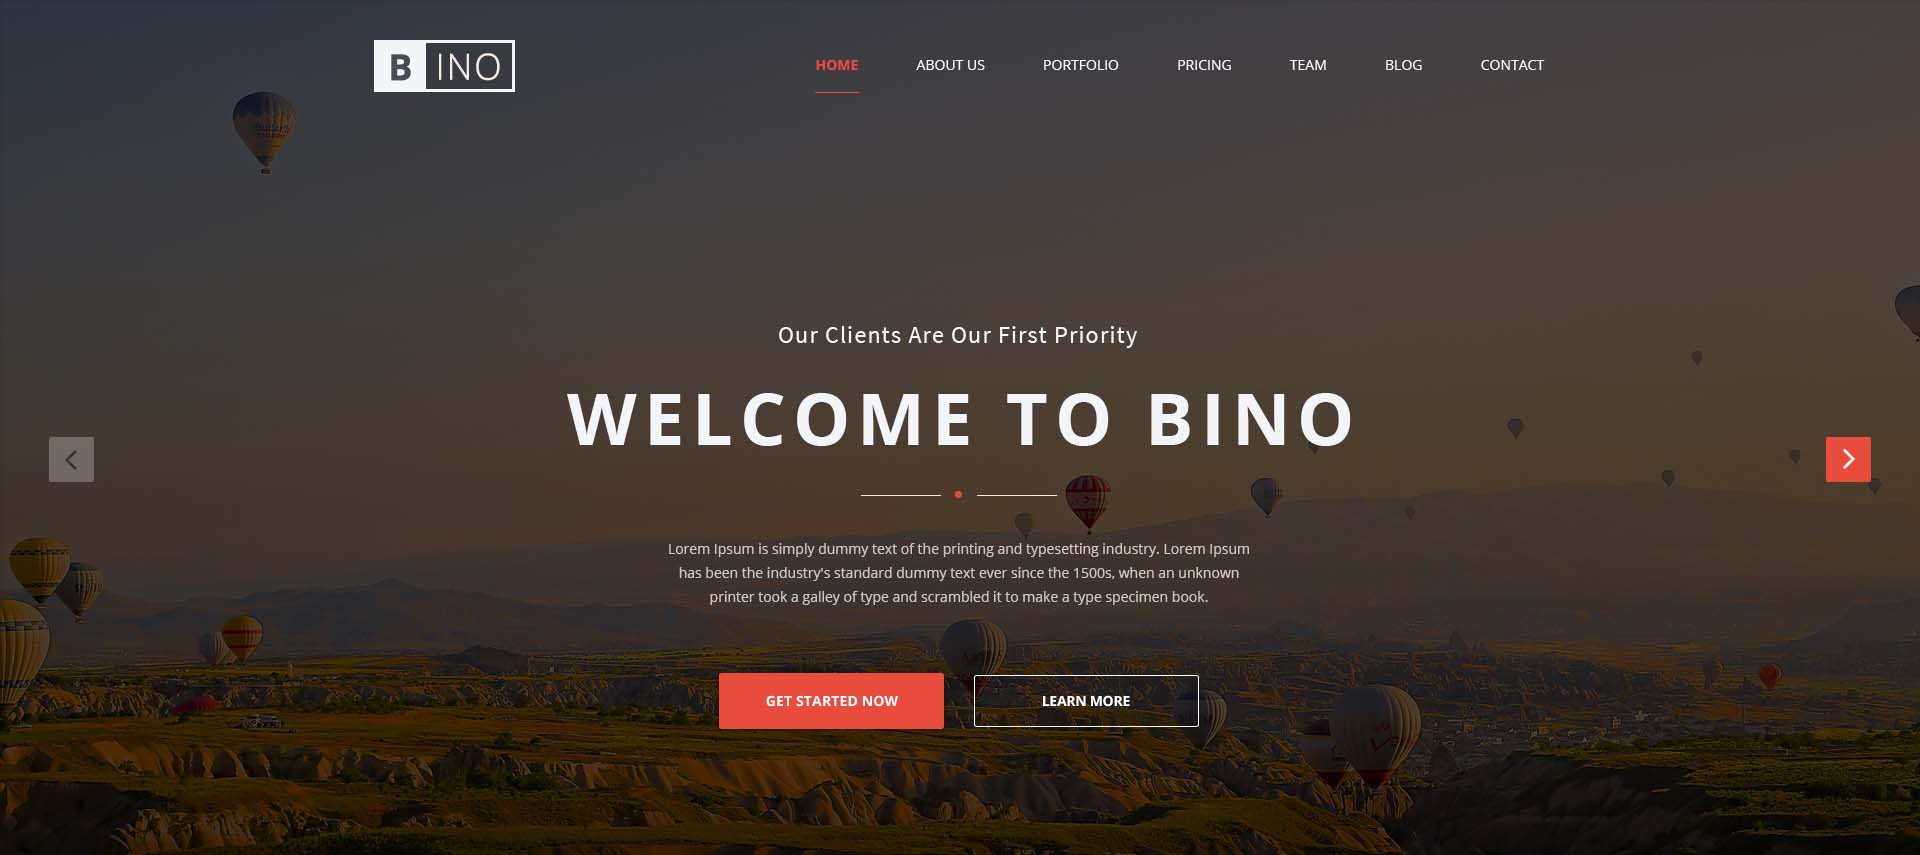 B INO
HOME ABOUT US PORTFOLIO PRICING TEAM BLOG CONTACT
Our Clients Are Our First Priority
WELCOME TO BINO
Lorem Ipsum is simply dummy text of the printing and typesetting industry. Lorem Ipsum
has been the industry's standard dummy text ever since the 1500s, when an unknown
printer took a galley of type and scrambled it to make a type specimen book.
GET STARTED NOW LEARN MORE